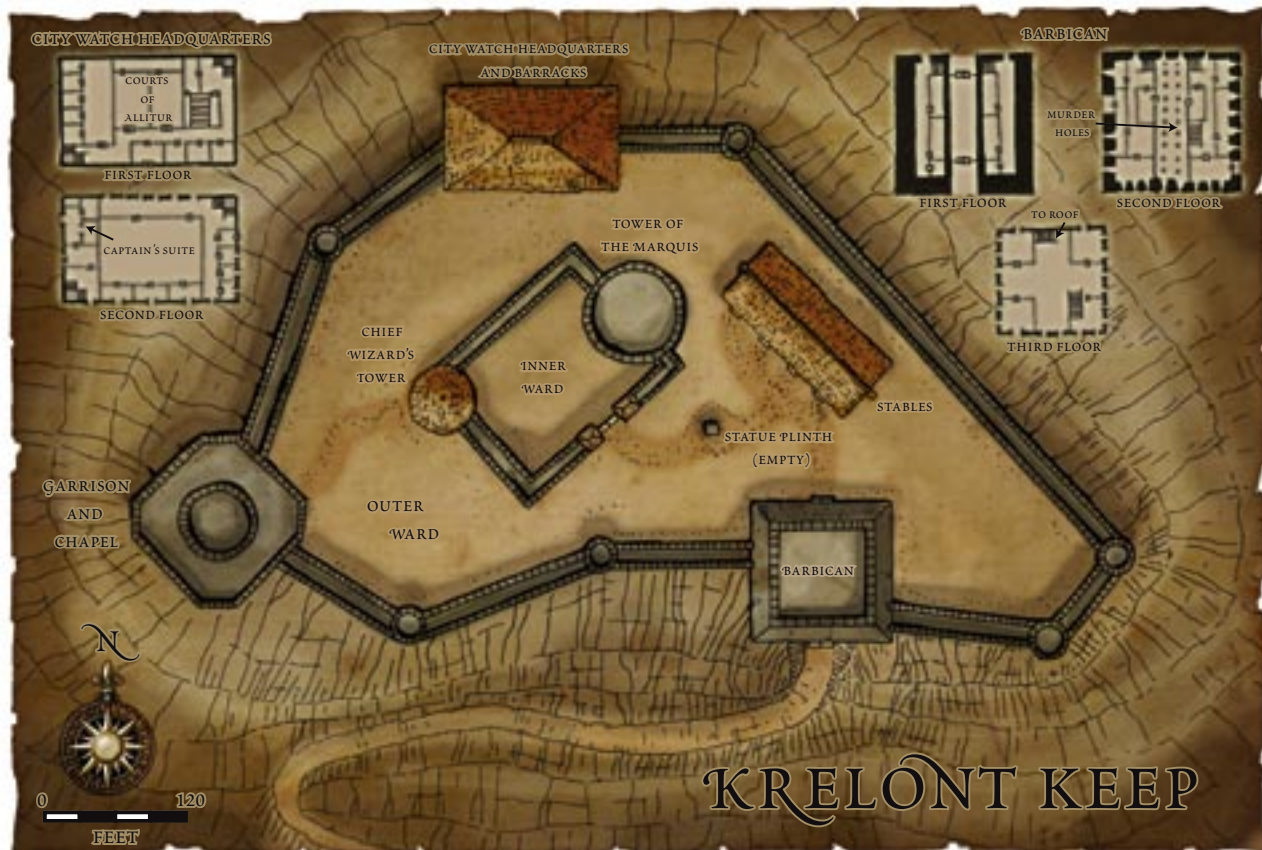 CITY WATCH HEADQUARTERS
COURTS
OF
ALLITUR
FIRST FLOOR
CAPTAIN'S SUITE
SECOND FLOOR
CITY WATCH HEADQUARTERS
AND BARRACKS
BARBICAN
MURDER
HOLES
FIRST FLOOR
SECOND FLOOR
TO ROOF
THIRD FLOOR
TOWER OF
THE MARQUIS
CHIEF
WIZARD'S
TOWER
INNER
WARD
STABLES
STATUE PLINTH
(EMPTY)
GARRISON
AND
CHAPEL
OUTER
WARD
BARBICAN
N
0 120
FEET
KRELONT KEEP